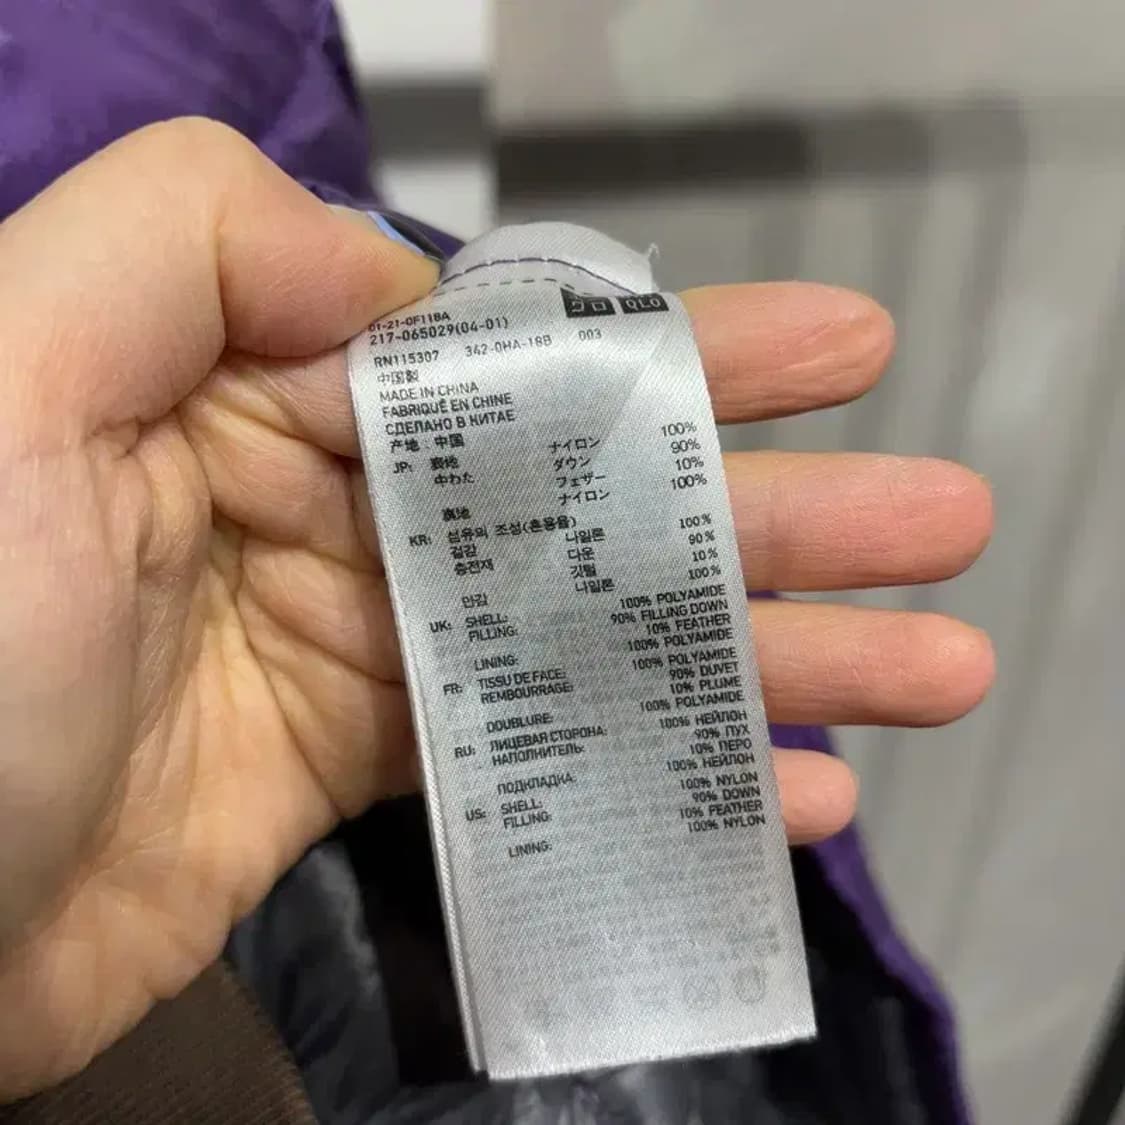 クロ QLO
01-21-0F118A
217-065029(04-01)
RN115307 342-0HA-18B 003
中国製
MADE IN CHINA
FABRIQUÉ EN CHINE
СДЕЛАНО В КИТАЕ
产地：中国
JP: 表地 ナイロン 100%
中わた ダウン 90%
フェザー 10%
裏地 ナイロン 100%
KR: 섬유의 조성(혼용율)
겉감 나일론 100%
충전재 다운 90%
깃털 10%
안감 나일론 100%
UK: SHELL: 100% POLYAMIDE
FILLING: 90% FILLING DOWN
10% FEATHER
LINING: 100% POLYAMIDE
FR: TISSU DE FACE: 100% POLYAMIDE
REMBOURRAGE: 90% DUVET
10% PLUME
DOUBLURE: 100% POLYAMIDE
RU: ЛИЦЕВАЯ СТОРОНА: 100% НЕЙЛОН
НАПОЛНИТЕЛЬ: 90% ПУХ
10% ПЕРО
ПОДКЛАДКА: 100% НЕЙЛОН
US: SHELL: 100% NYLON
FILLING: 90% DOWN
10% FEATHER
LINING: 100% NYLON